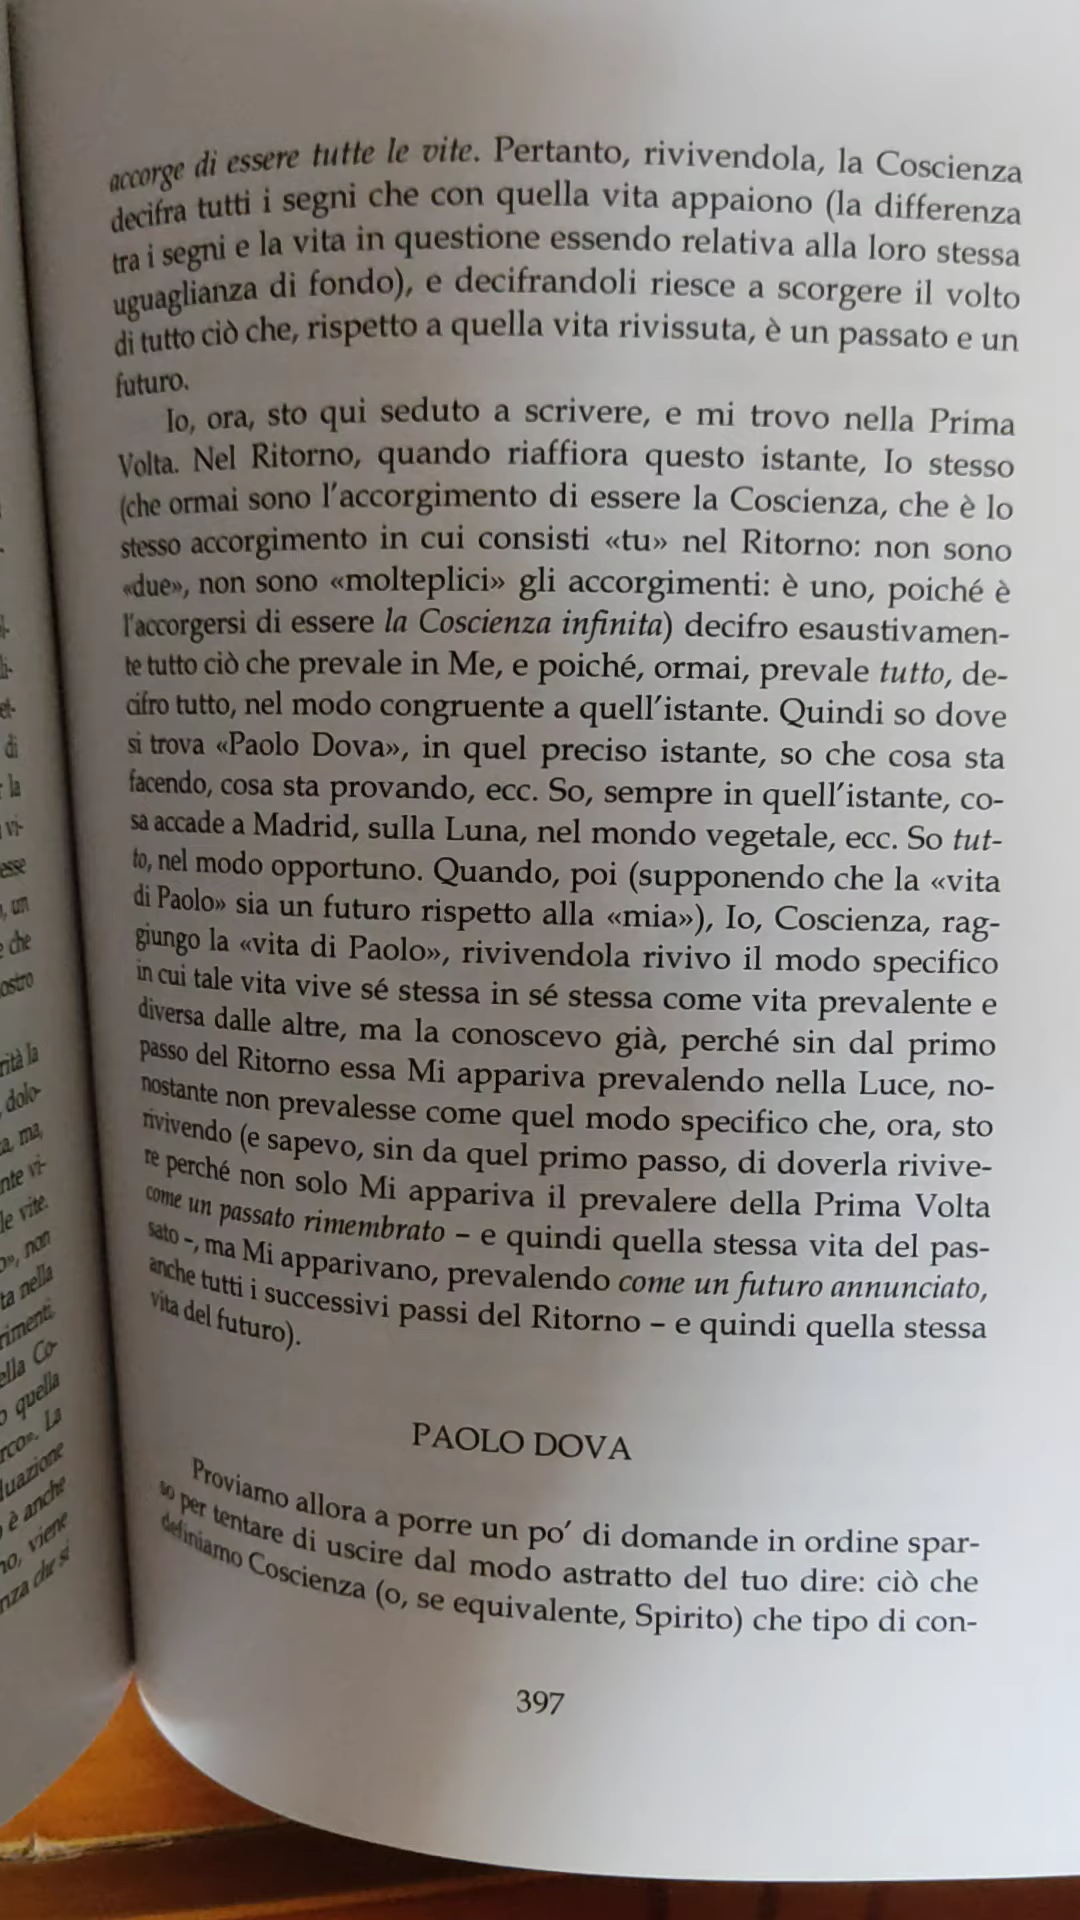 accorge di essere tutte le vite. Pertanto, rivivendola, la Coscienza
decifra tutti i segni che con quella vita appaiono (la differenza
tra i segni e la vita in questione essendo relativa alla loro stessa
uguaglianza di fondo), e decifrandoli riesce a scorgere il volto
di tutto ciò che, rispetto a quella vita rivissuta, è un passato e un
futuro.
Io, ora, sto qui seduto a scrivere, e mi trovo nella Prima
Volta. Nel Ritorno, quando riaffiora questo istante, Io stesso
(che ormai sono l'accorgimento di essere la Coscienza, che è lo
stesso accorgimento in cui consisti «tu» nel Ritorno: non sono
«due», non sono «molteplici» gli accorgimenti: è uno, poiché è
l'accorgersi di essere la Coscienza infinita) decifro esaustivamen-
te tutto ciò che prevale in Me, e poiché, ormai, prevale tutto, de-
cifro tutto, nel modo congruente a quell'istante. Quindi so dove
si trova «Paolo Dova», in quel preciso istante, so che cosa sta
facendo, cosa sta provando, ecc. So, sempre in quell'istante, co-
sa accade a Madrid, sulla Luna, nel mondo vegetale, ecc. So tut-
to, nel modo opportuno. Quando, poi (supponendo che la «vita
di Paolo» sia un futuro rispetto alla «mia»), Io, Coscienza, rag-
giungo la «vita di Paolo», rivivendola rivivo il modo specifico
in cui tale vita vive sé stessa in sé stessa come vita prevalente e
diversa dalle altre, ma la conoscevo già, perché sin dal primo
passo del Ritorno essa Mi appariva prevalendo nella Luce, no-
nostante non prevalesse come quel modo specifico che, ora, sto
rivivendo (e sapevo, sin da quel primo passo, di doverla rivive-
re perché non solo Mi appariva il prevalere della Prima Volta
come un passato rimembrato – e quindi quella stessa vita del pas-
sato –, ma Mi apparivano, prevalendo come un futuro annunciato,
anche tutti i successivi passi del Ritorno – e quindi quella stessa
vita del futuro).
PAOLO DOVA
Proviamo allora a porre un po' di domande in ordine spar-
so per tentare di uscire dal modo astratto del tuo dire: ciò che
definiamo Coscienza (o, se equivalente, Spirito) che tipo di con-
397